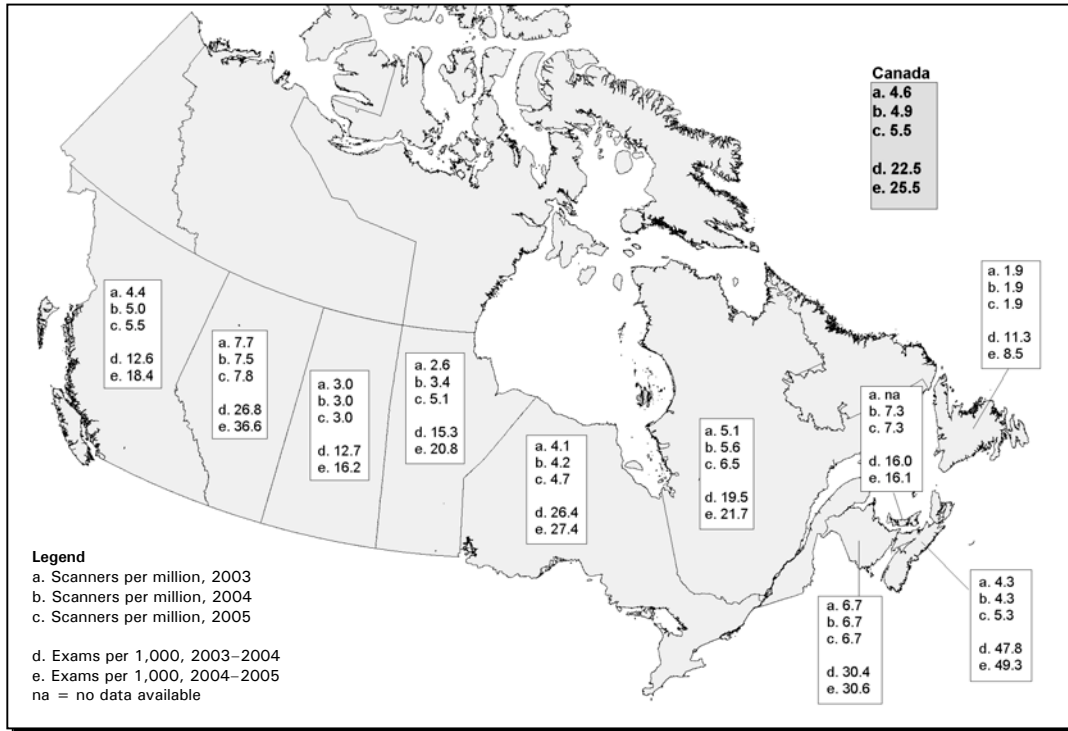 Canada
a. 4.6
b. 4.9
c. 5.5
d. 22.5
e. 25.5
a. 4.4
b. 5.0
c. 5.5
d. 12.6
e. 18.4
a. 7.7
b. 7.5
c. 7.8
d. 26.8
e. 36.6
a. 3.0
b. 3.0
c. 3.0
d. 12.7
e. 16.2
a. 2.6
b. 3.4
c. 5.1
d. 15.3
e. 20.8
a. 4.1
b. 4.2
c. 4.7
d. 26.4
e. 27.4
a. 5.1
b. 5.6
c. 6.5
d. 19.5
e. 21.7
a. na
b. 7.3
c. 7.3
d. 16.0
e. 16.1
a. 1.9
b. 1.9
c. 1.9
d. 11.3
e. 8.5
a. 6.7
b. 6.7
c. 6.7
d. 30.4
e. 30.6
a. 4.3
b. 4.3
c. 5.3
d. 47.8
e. 49.3
Legend
a. Scanners per million, 2003
b. Scanners per million, 2004
c. Scanners per million, 2005
d. Exams per 1,000, 2003–2004
e. Exams per 1,000, 2004–2005
na = no data available